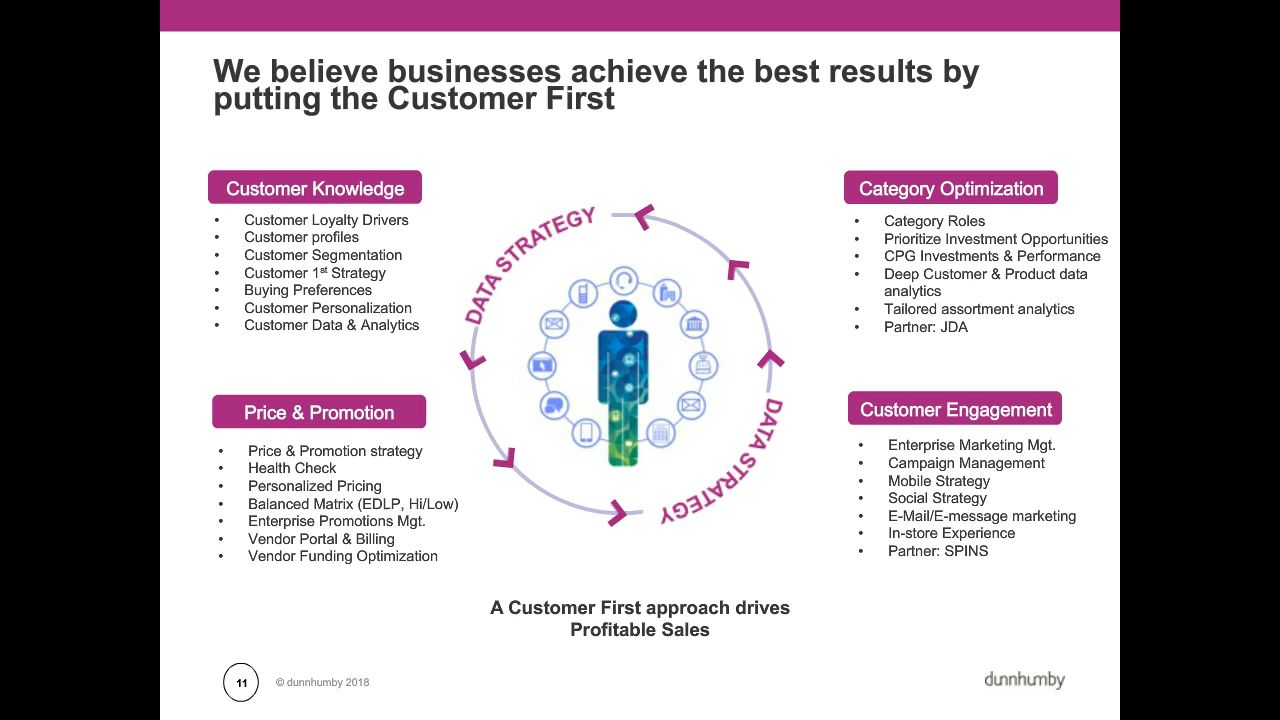 We believe businesses achieve the best results by
putting the Customer First
Customer Knowledge
• Customer Loyalty Drivers
• Customer profiles
• Customer Segmentation
• Customer 1st Strategy
• Buying Preferences
• Customer Personalization
• Customer Data & Analytics
Price & Promotion
• Price & Promotion strategy
• Health Check
• Personalized Pricing
• Balanced Matrix (EDLP, Hi/Low)
• Enterprise Promotions Mgt.
• Vendor Portal & Billing
• Vendor Funding Optimization
DATA STRATEGY
DATA STRATEGY
Category Optimization
• Category Roles
• Prioritize Investment Opportunities
• CPG Investments & Performance
• Deep Customer & Product data
analytics
• Tailored assortment analytics
• Partner: JDA
Customer Engagement
• Enterprise Marketing Mgt.
• Campaign Management
• Mobile Strategy
• Social Strategy
• E-Mail/E-message marketing
• In-store Experience
• Partner: SPINS
A Customer First approach drives
Profitable Sales
11
© dunnhumby 2018
dunnhumby